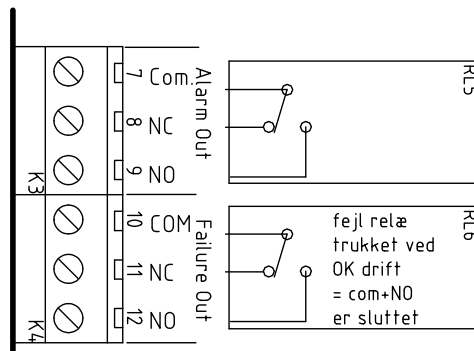 7 Com.
8 NC
9 NO
Alarm Out
K3
RL5
10 COM
11 NC
12 NO
Failure Out
K4
RL6
fejl relæ
trukket ved
OK drift
= com+NO
er sluttet